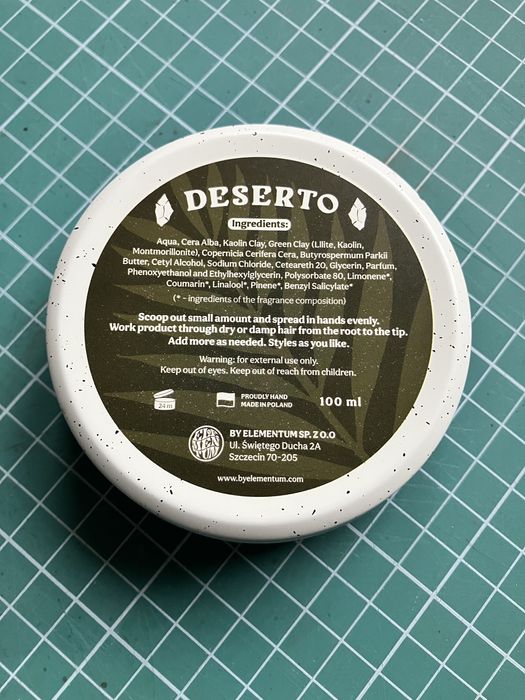 DESERTO
Ingredients:
Aqua, Cera Alba, Kaolin Clay, Green Clay (Lllite, Kaolin,
Montmorillonite), Copernicia Cerifera Cera, Butyrospermum Parkii
Butter, Cetyl Alcohol, Sodium Chloride, Ceteareth 20, Glycerin, Parfum,
Phenoxyethanol and Ethylhexylglycerin, Polysorbate 80, Limonene*,
Coumarin*, Linalool*, Pinene*, Benzyl Salicylate*
(* - ingredients of the fragrance composition)
Scoop out small amount and spread in hands evenly.
Work product through dry or damp hair from the root to the tip.
Add more as needed. Styles as you like.
Warning: for external use only.
Keep out of eyes. Keep out of reach from children.
24 m
PROUDLY HAND
MADE IN POLAND
100 ml
ELEMENTUM
BY ELEMENTUM SP. Z O.O
Ul. Świętego Ducha 2A
Szczecin 70-205
www.byelementum.com